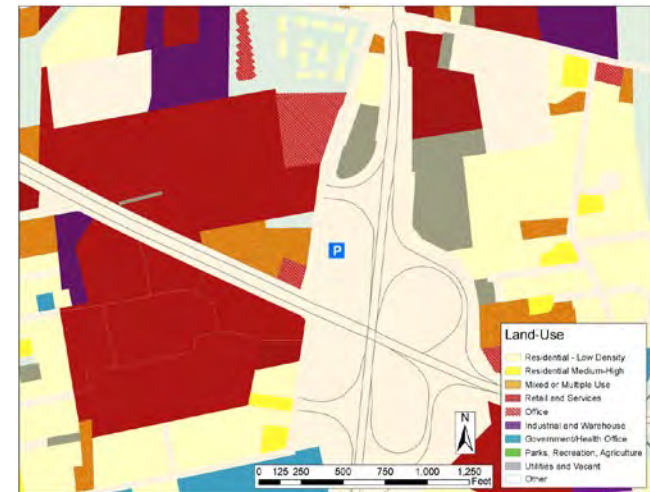 P
Land-Use
Residential - Low Density
Residential Medium-High
Mixed or Multiple Use
Retail and Services
Office
Industrial and Warehouse
Government/Health Office
Parks, Recreation, Agriculture
Utilities and Vacant
Other
N
0 125 250 500 750 1,000 1,250
Feet